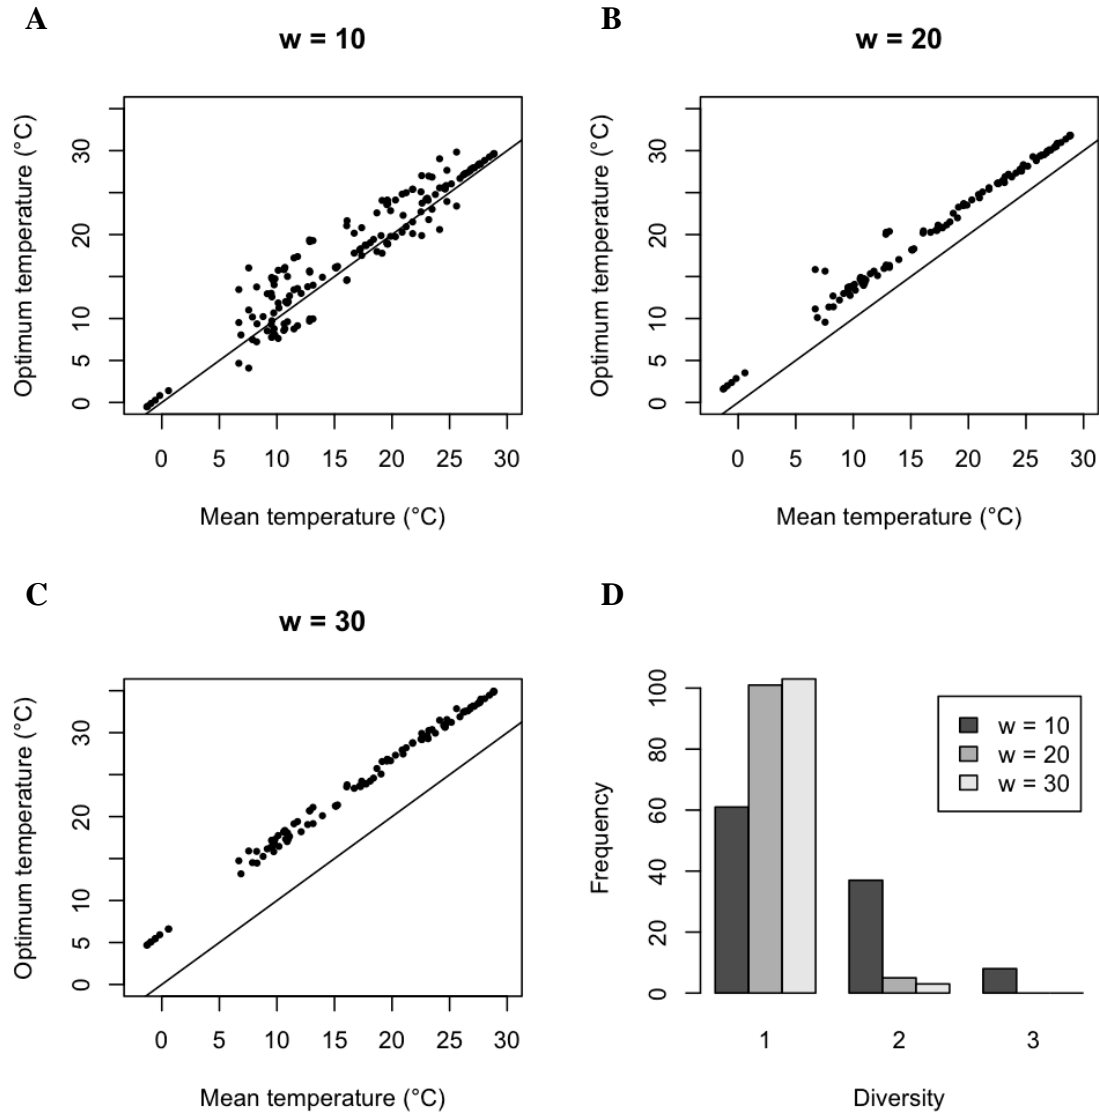 A
w = 10
Optimum temperature (°C)
30
20
10
5
0
0 5 10 15 20 25 30
Mean temperature (°C)
B
w = 20
Optimum temperature (°C)
30
20
10
5
0
0 5 10 15 20 25 30
Mean temperature (°C)
C
w = 30
Optimum temperature (°C)
30
20
10
5
0
0 5 10 15 20 25 30
Mean temperature (°C)
D
Frequency
100
80
60
40
20
0
w = 10
w = 20
w = 30
1 2 3
Diversity